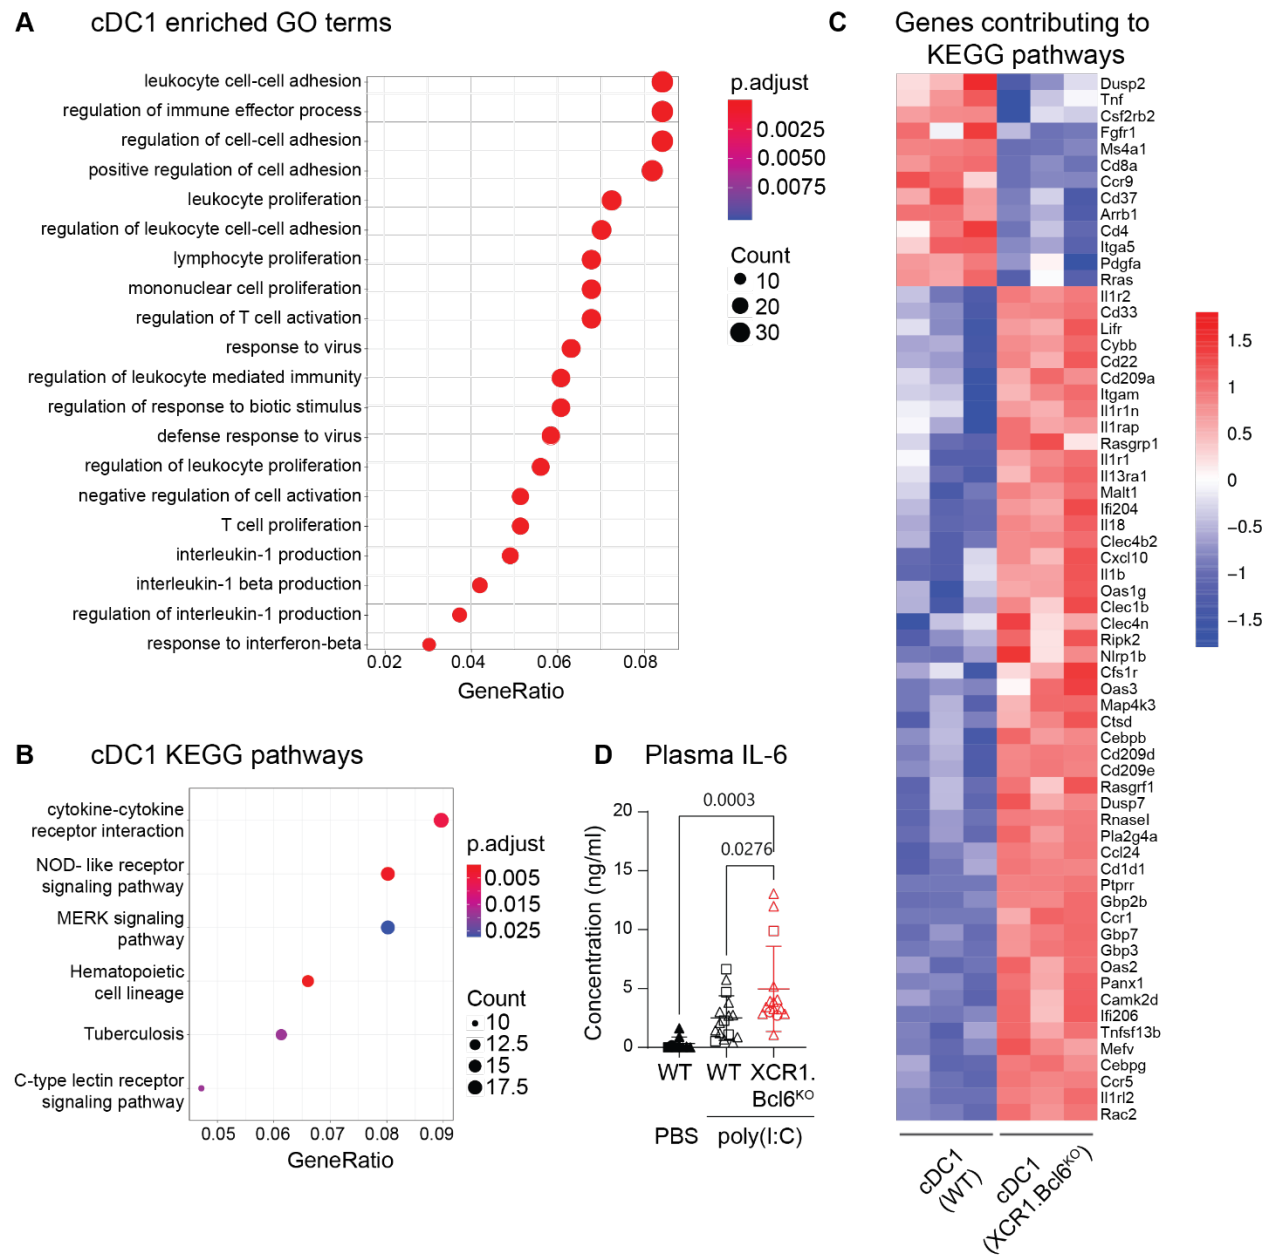 A
cDC1 enriched GO terms
leukocyte cell-cell adhesion
regulation of immune effector process
regulation of cell-cell adhesion
positive regulation of cell adhesion
leukocyte proliferation
regulation of leukocyte cell-cell adhesion
lymphocyte proliferation
mononuclear cell proliferation
regulation of T cell activation
response to virus
regulation of leukocyte mediated immunity
regulation of response to biotic stimulus
defense response to virus
regulation of leukocyte proliferation
negative regulation of cell activation
T cell proliferation
interleukin-1 production
interleukin-1 beta production
regulation of interleukin-1 production
response to interferon-beta
0.02 0.04 0.06 0.08
GeneRatio
p.adjust
0.0025
0.0050
0.0075
Count
10
20
30
B
cDC1 KEGG pathways
cytokine-cytokine
receptor interaction
NOD- like receptor
signaling pathway
MERK signaling
pathway
Hematopoietic
cell lineage
Tuberculosis
C-type lectin receptor
signaling pathway
0.05 0.06 0.07 0.08 0.09
GeneRatio
p.adjust
0.005
0.015
0.025
Count
10
12.5
15
17.5
C
Genes contributing to
KEGG pathways
Dusp2
Tnf
Csf2rb2
Fgfr1
Ms4a1
Cd8a
Ccr9
Cd37
Arrb1
Cd4
Itga5
Pdgfa
Rras
Il1r2
Cd33
Lifr
Cybb
Cd22
Cd209a
Itgam
Il1r1n
Il1rap
Rasgrp1
Il1r1
Il13ra1
Malt1
Ifi204
Il18
Clec4b2
Cxcl10
Il1b
Oas1g
Clec1b
Clec4n
Ripk2
Nlrp1b
Cfs1r
Oas3
Map4k3
Ctsd
Cebpb
Cd209d
Cd209e
Rasgrf1
Dusp7
Rnasel
Pla2g4a
Ccl24
Cd1d1
Ptprr
Gbp2b
Ccr1
Gbp7
Gbp3
Oas2
Panx1
Camk2d
Ifi206
Tnfsf13b
Mefv
Cebpg
Ccr5
Il1rl2
Rac2
1.5
1
0.5
0
−0.5
−1
−1.5
cDC1
(WT)
cDC1
(XCR1.Bcl6KO)
D
Plasma IL-6
Concentration (ng/ml)
20
15
10
5
0
0.0003
0.0276
WT WT XCR1.
Bcl6KO
PBS poly(I:C)